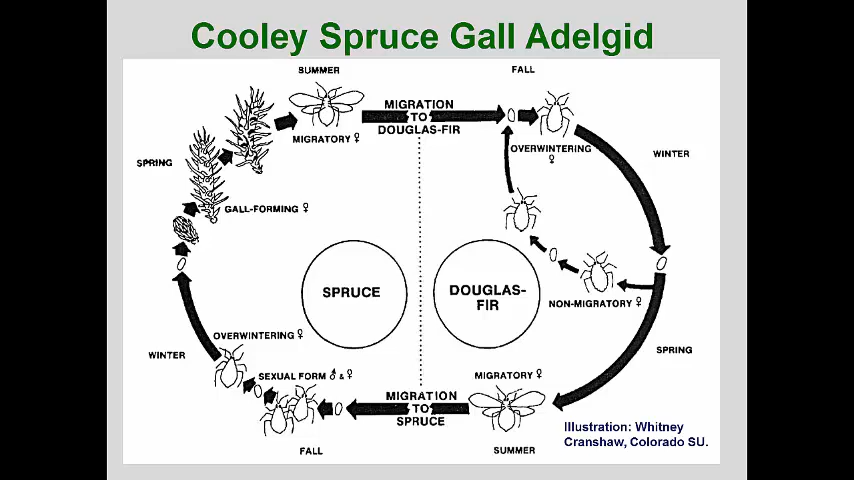 Cooley Spruce Gall Adelgid
SUMMER
FALL
MIGRATION
TO
DOUGLAS-FIR
MIGRATORY ♀
OVERWINTERING
♀
SPRING
WINTER
GALL-FORMING ♀
SPRUCE
DOUGLAS-
FIR
NON-MIGRATORY ♀
OVERWINTERING ♀
WINTER
SPRING
SEXUAL FORM ♂ & ♀
MIGRATORY ♀
MIGRATION
TO
SPRUCE
FALL
SUMMER
Illustration: Whitney
Cranshaw, Colorado SU.